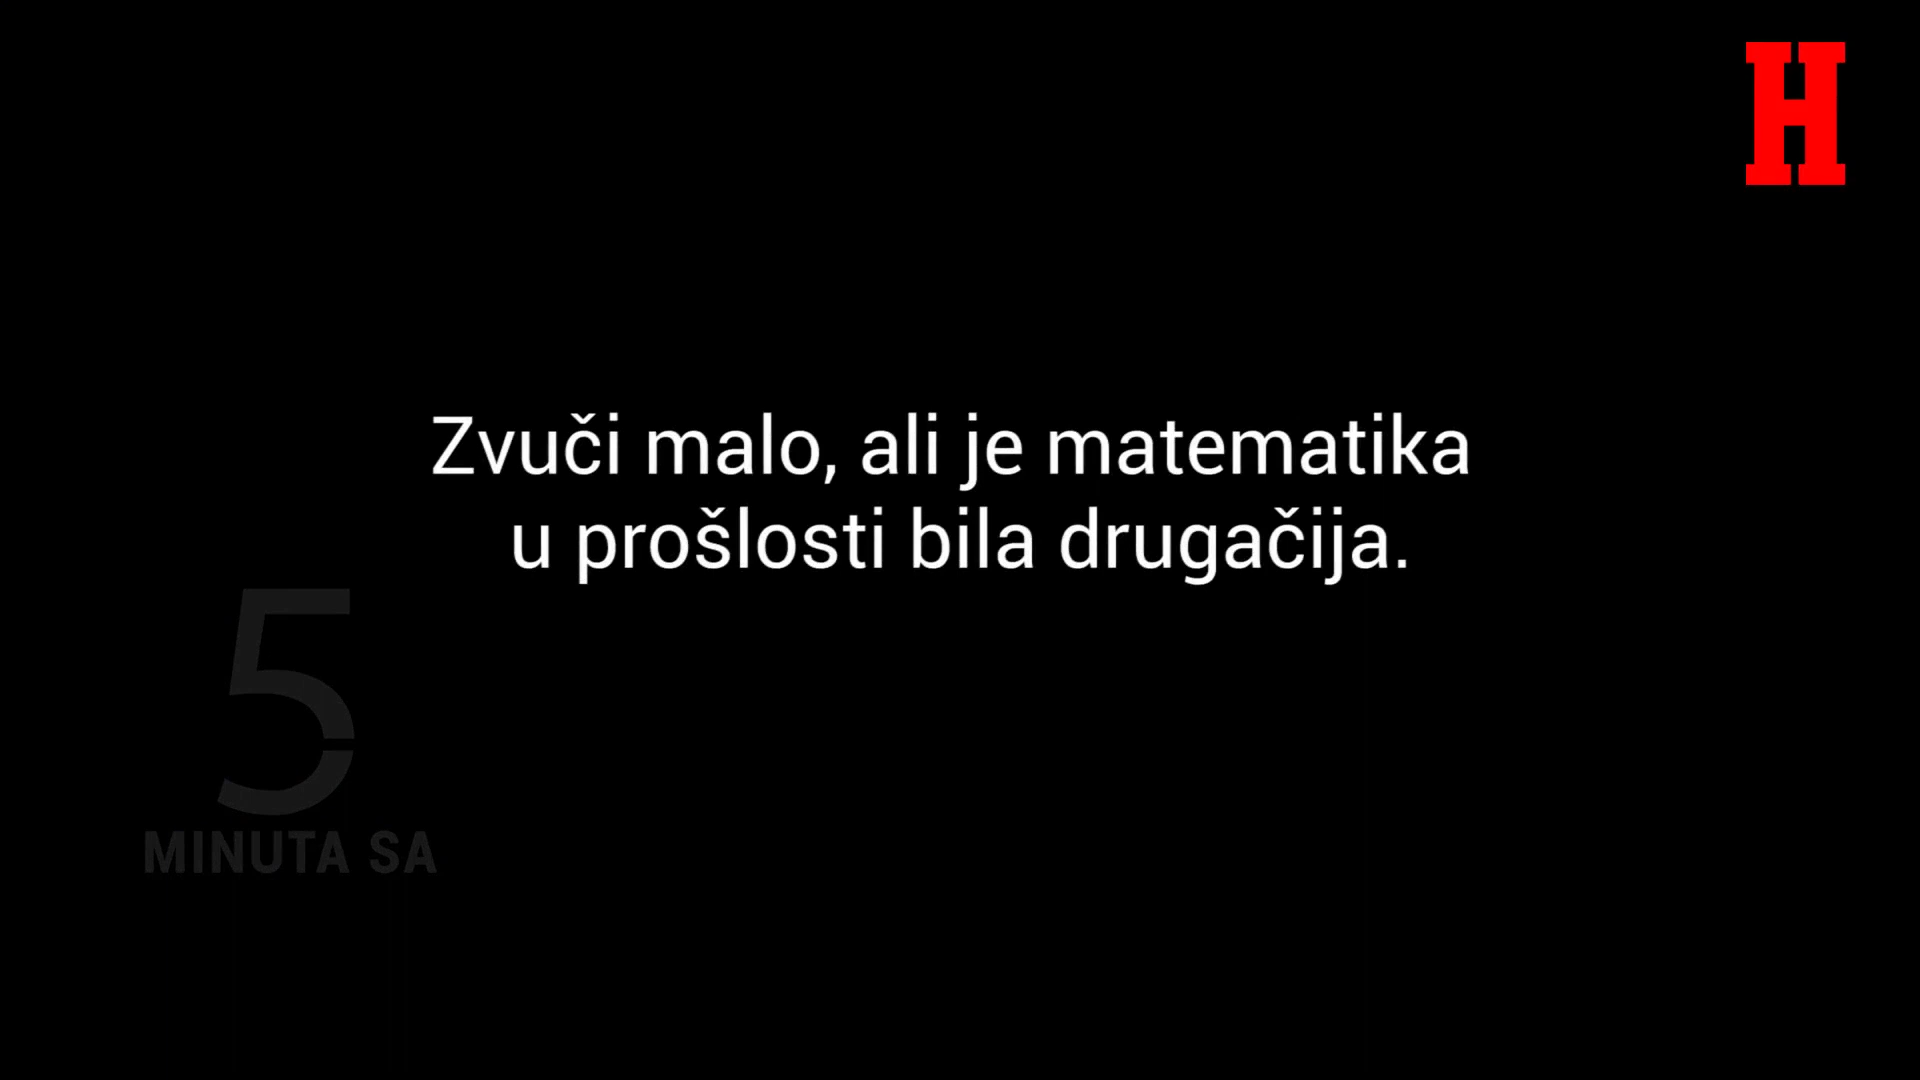 H
Zvuči malo, ali je matematika
u prošlosti bila drugačija.
5
MINUTA SA